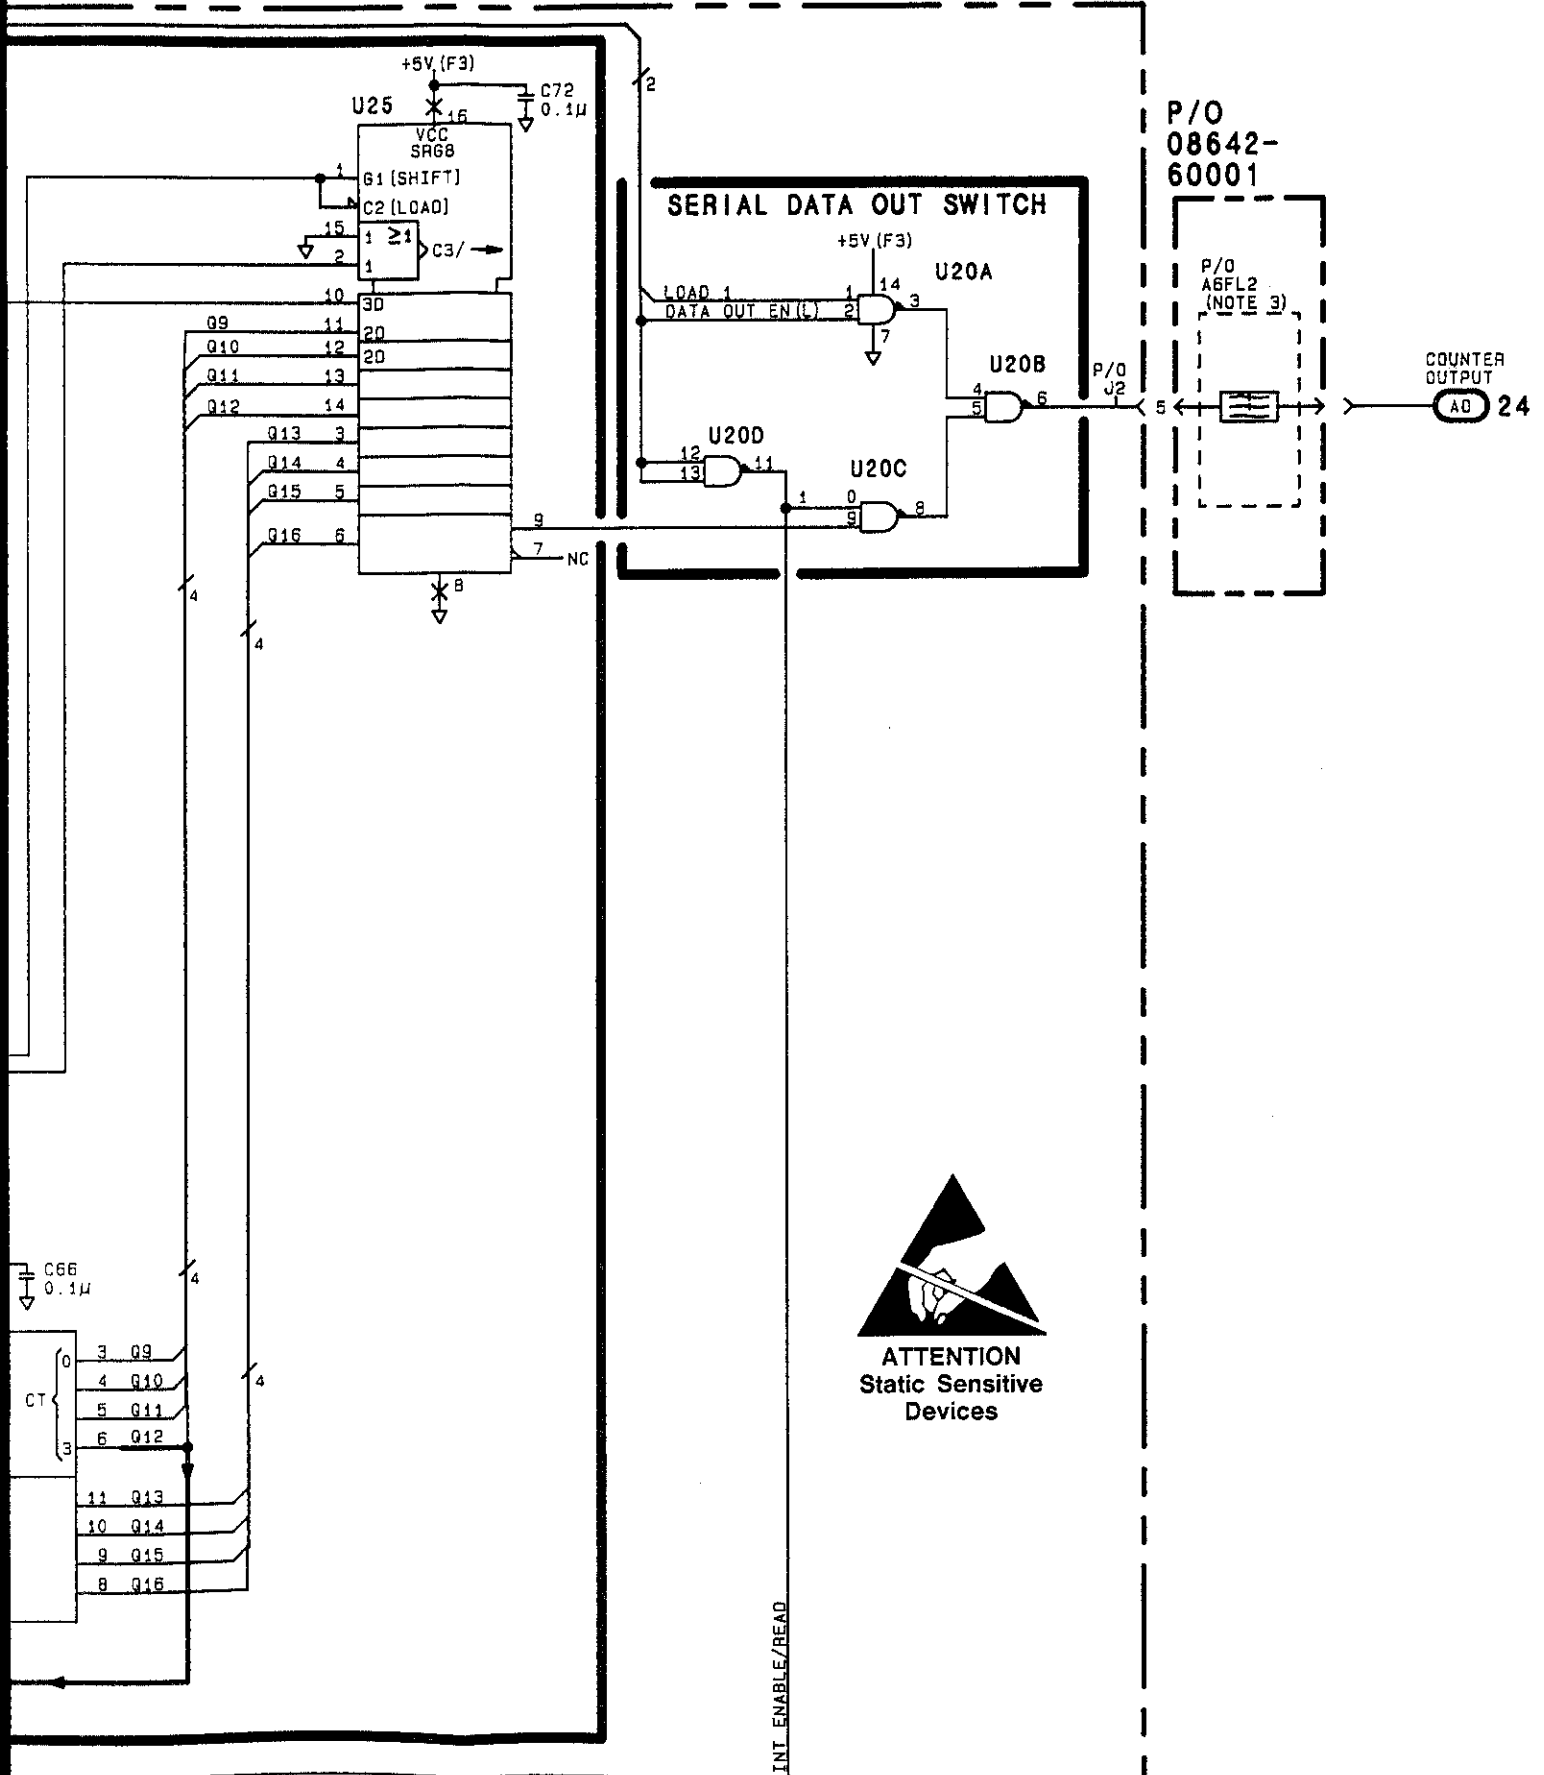 +5V (F3)
C72
0.1µ
U25
16
VCC
SRG8
1
G1 [SHIFT]
C2 [LOAD]
15
1
≥1
C3/
2
1
10
3D
Q9
11
2D
Q10
12
2D
Q11
13
Q12
14
Q13
3
Q14
4
Q15
5
Q16
6
9
7
NC
8
4
4
2
SERIAL DATA OUT SWITCH
+5V (F3)
U20A
14
LOAD 1
1
3
DATA OUT EN(L)
2
7
U20B
4
5
6
U20D
12
13
11
U20C
1
0
9
8
P/O
J2
5
P/O
08642-
60001
P/O
A6FL2
(NOTE 3)
COUNTER
OUTPUT
AD
24
C66
0.1µ
4
4
CT
0
3
3 Q9
4 Q10
5 Q11
6 Q12
11 Q13
10 Q14
9 Q15
8 Q16
INT ENABLE/READ
ATTENTION
Static Sensitive
Devices